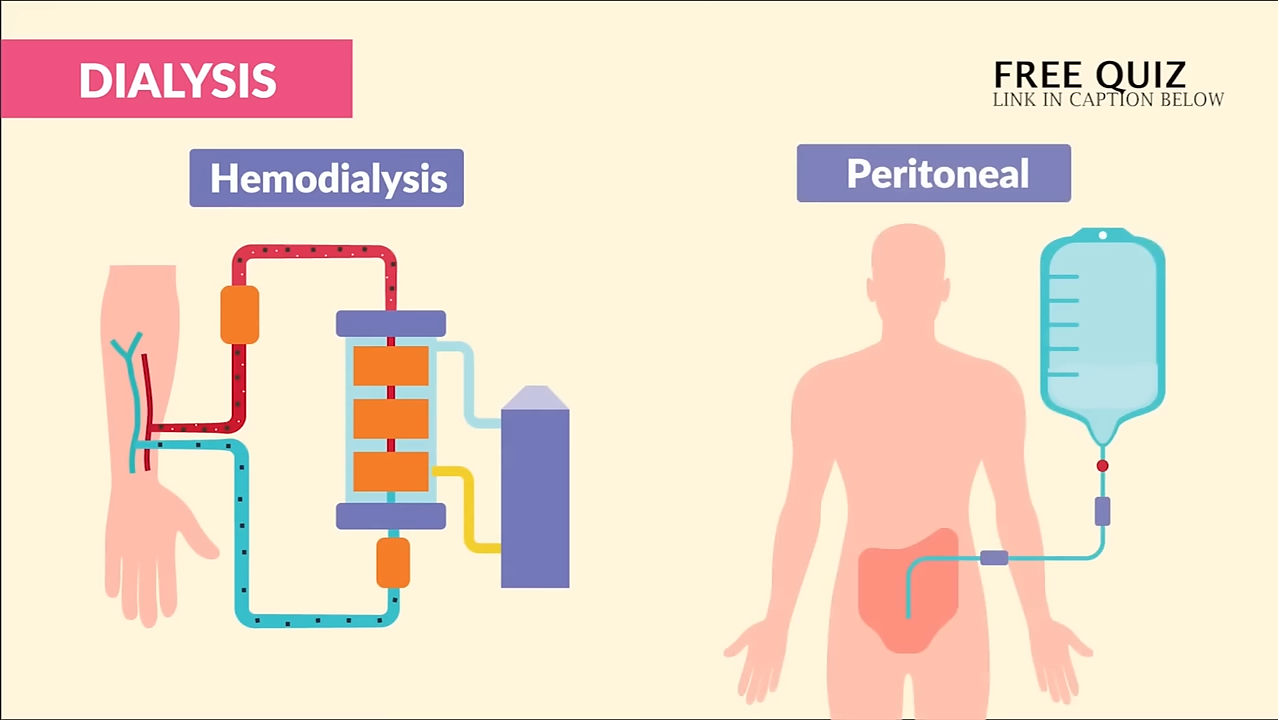 DIALYSIS
FREE QUIZ
LINK IN CAPTION BELOW
Hemodialysis
Peritoneal